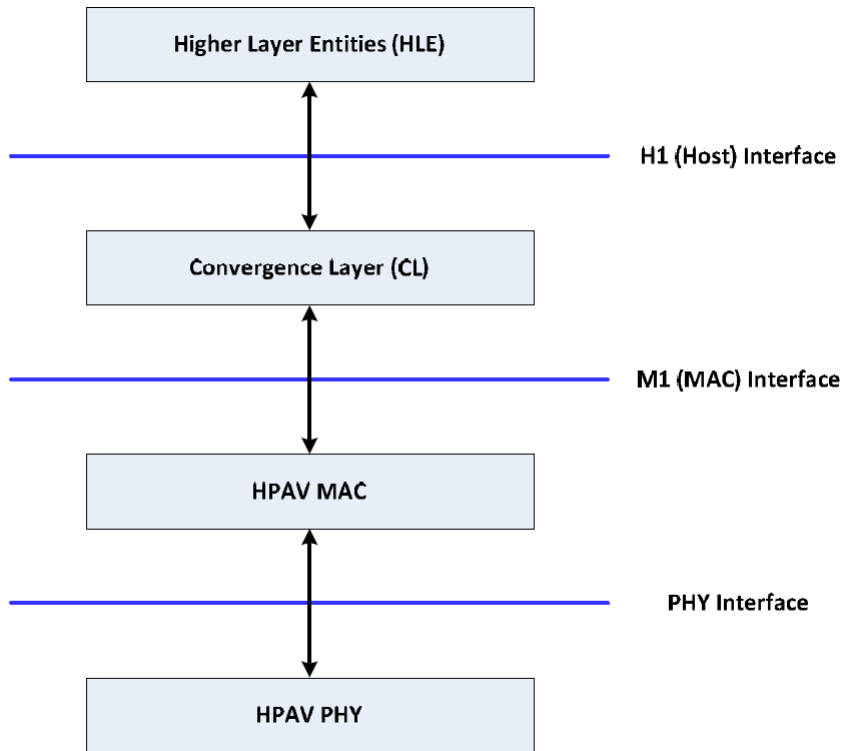 Higher Layer Entities (HLE)
H1 (Host) Interface
Convergence Layer (CL)
M1 (MAC) Interface
HPAV MAC
PHY Interface
HPAV PHY